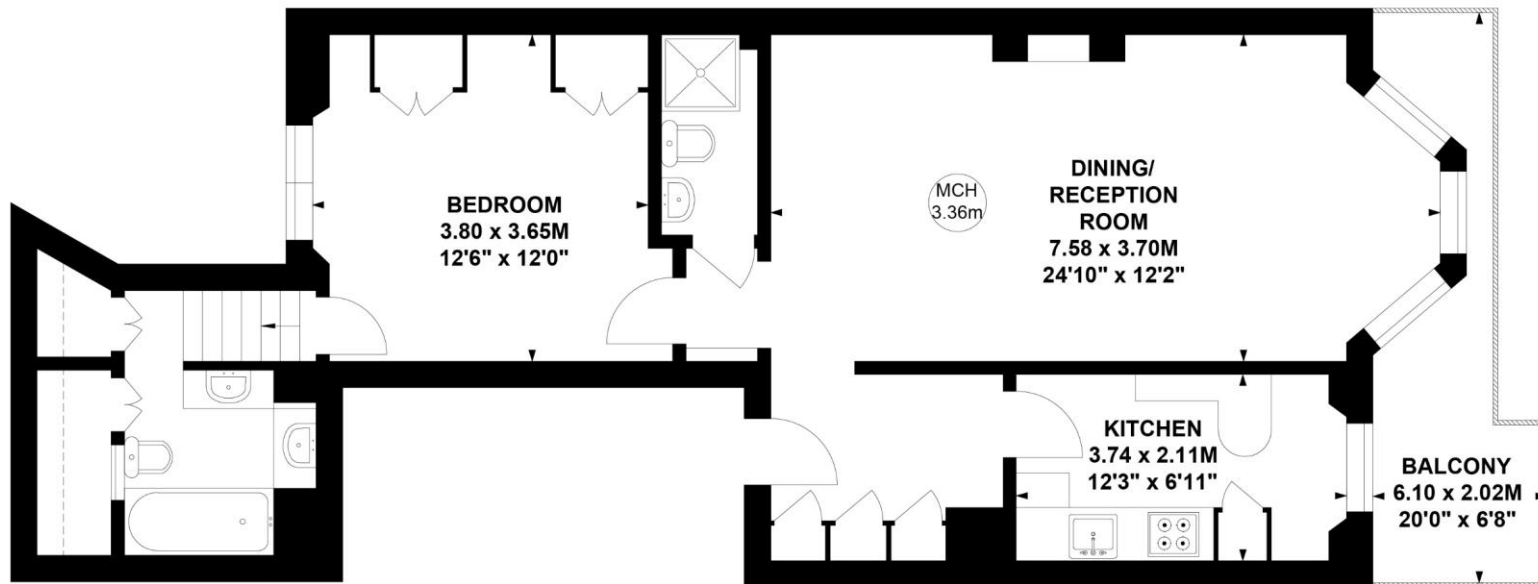 BEDROOM
3.80 x 3.65M
12'6" x 12'0"
MCH
3.36m
DINING/
RECEPTION
ROOM
7.58 x 3.70M
24'10" x 12'2"
KITCHEN
3.74 x 2.11M
12'3" x 6'11"
BALCONY
6.10 x 2.02M
20'0" x 6'8"